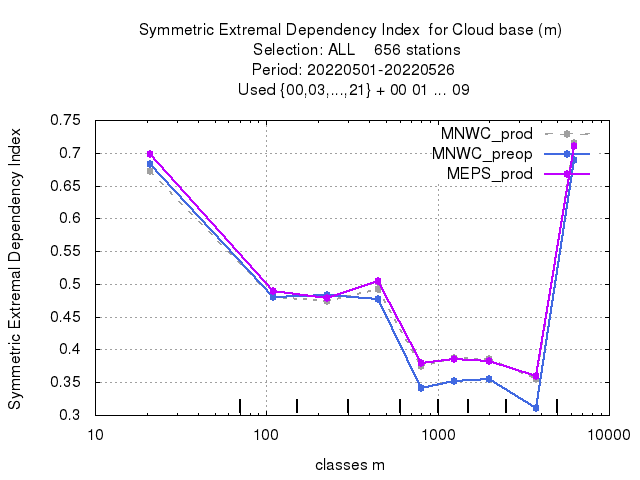 Symmetric Extremal Dependency Index  for Cloud base (m)
Selection: ALL    656 stations
Period: 20220501-20220526
Used {00,03,...,21} + 00 01 ... 09
Symmetric Extremal Dependency Index
0.75
0.7
0.65
0.6
0.55
0.5
0.45
0.4
0.35
0.3
MNWC_prod
MNWC_preop
MEPS_prod
10 100 1000 10000
classes m